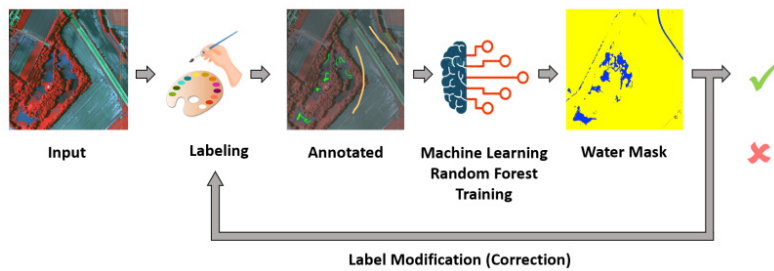 Input
Labeling
Annotated
Machine Learning
Random Forest
Training
Water Mask
Label Modification (Correction)